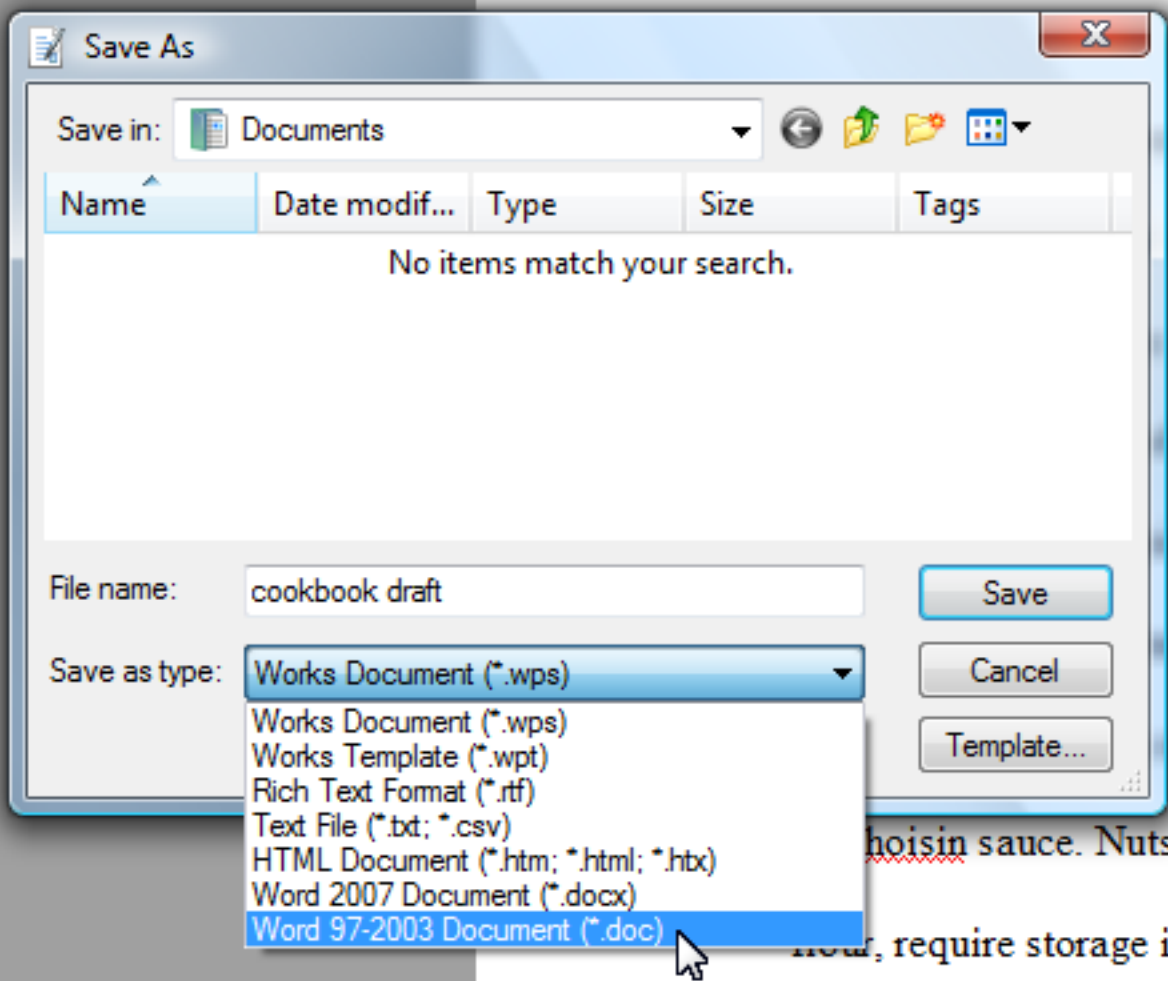 Save As
Save in: Documents
Name Date modif... Type Size Tags
No items match your search.
File name: cookbook draft Save
Save as type: Works Document (*.wps) Cancel
Works Document (*.wps)
Template...
Works Template (*.wpt)
Rich Text Format (*.rtf)
Text File (*.txt; *.csv)
HTML Document (*.htm; *.html; *.htx)
Word 2007 Document (*.docx)
Word 97-2003 Document (*.doc)
hoisin sauce. Nuts
require storage